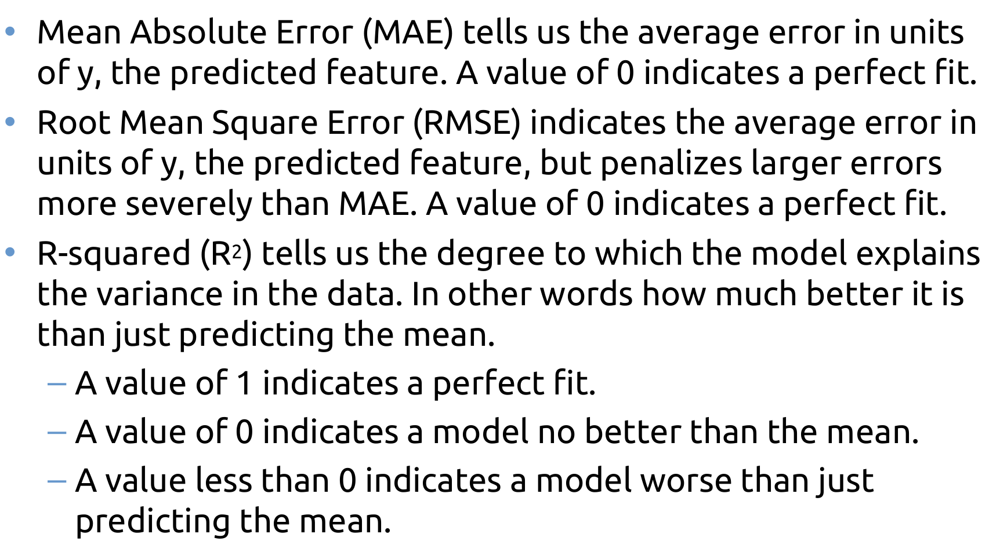 • Mean Absolute Error (MAE) tells us the average error in units
of y, the predicted feature. A value of 0 indicates a perfect fit.
• Root Mean Square Error (RMSE) indicates the average error in
units of y, the predicted feature, but penalizes larger errors
more severely than MAE. A value of 0 indicates a perfect fit.
• R-squared (R²) tells us the degree to which the model explains
the variance in the data. In other words how much better it is
than just predicting the mean.
– A value of 1 indicates a perfect fit.
– A value of 0 indicates a model no better than the mean.
– A value less than 0 indicates a model worse than just
predicting the mean.